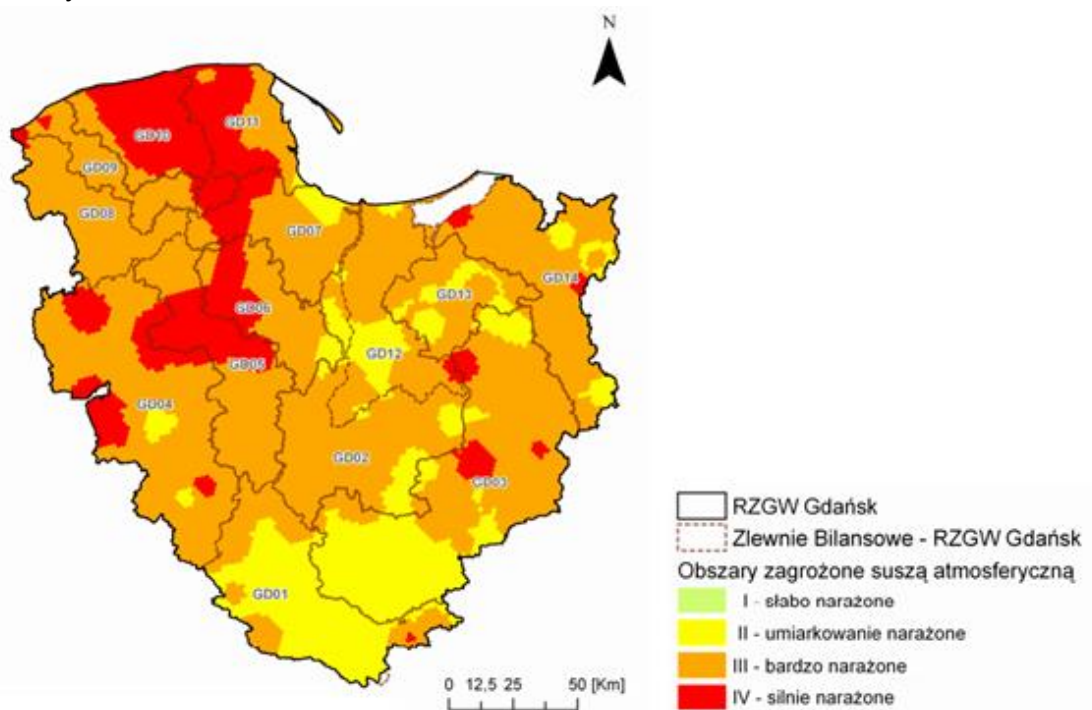 N
GD10
GD11
GD09
GD08
GD07
GD14
GD13
GD06
GD12
GD05
GD04
GD02
GD03
GD01
0 12,5 25 50 [Km]
RZGW Gdańsk
Zlewnie Bilansowe - RZGW Gdańsk
Obszary zagrożone suszą atmosferyczną
I - słabo narażone
II - umiarkowanie narażone
III - bardzo narażone
IV - silnie narażone